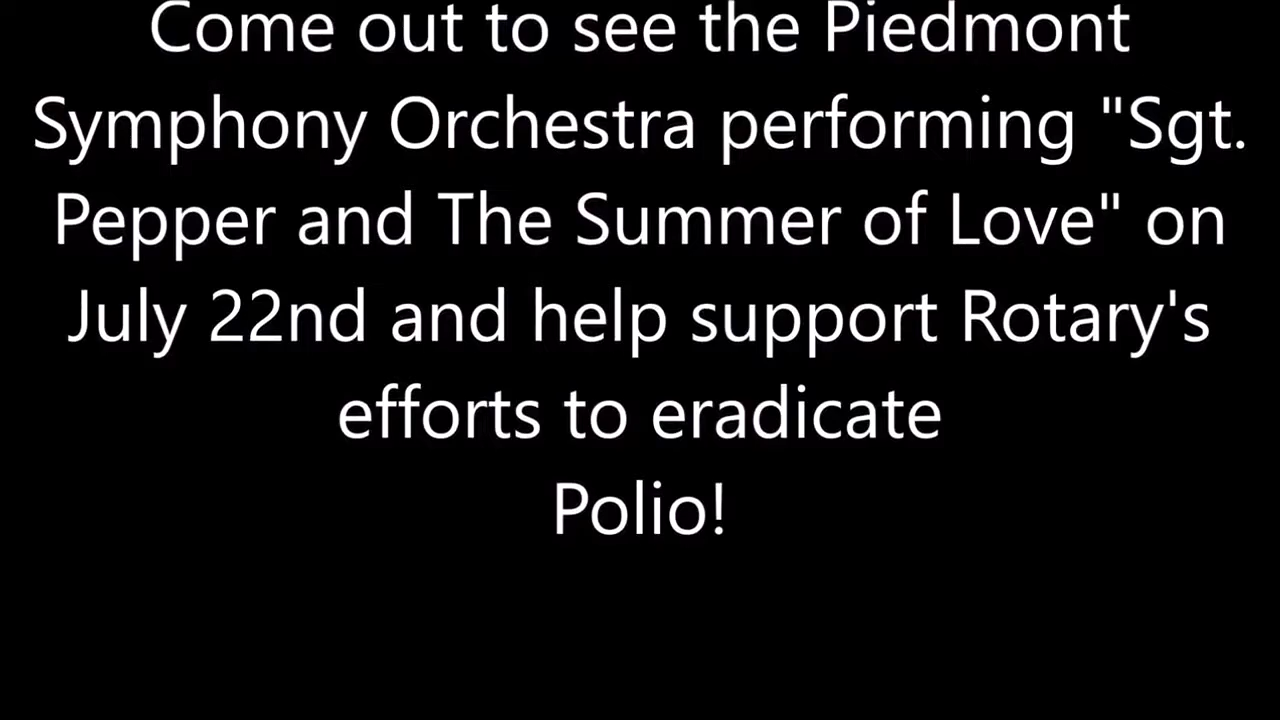 Come out to see the Piedmont
Symphony Orchestra performing "Sgt.
Pepper and The Summer of Love" on
July 22nd and help support Rotary's
efforts to eradicate
Polio!